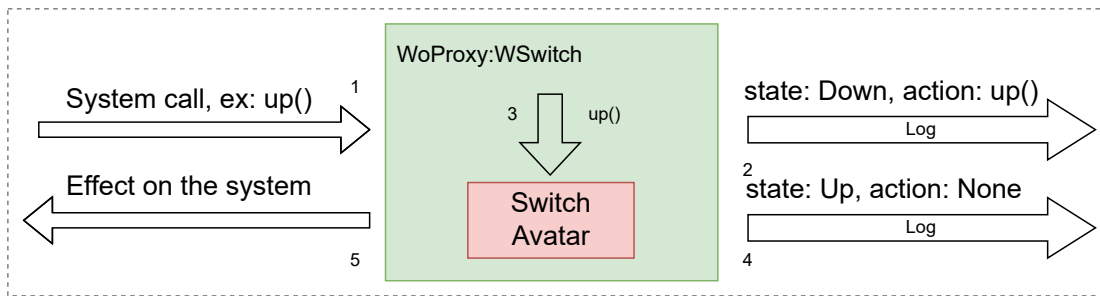 WoProxy:WSwitch
System call, ex: up()
1
3
up()
state: Down, action: up()
Log
2
Effect on the system
Switch
Avatar
state: Up, action: None
Log
5
4